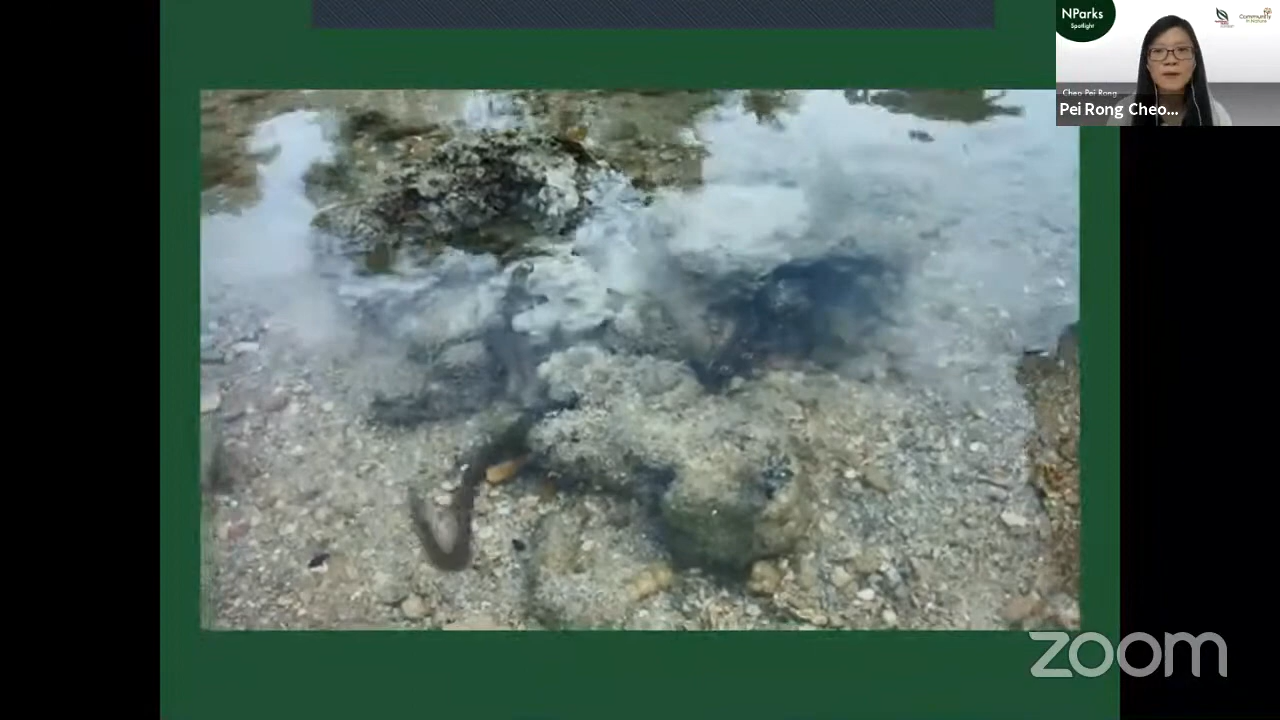 NParks
Spotlight
Community
in Nature
Cheo Pei Rong
Pei Rong Cheo...
zoom